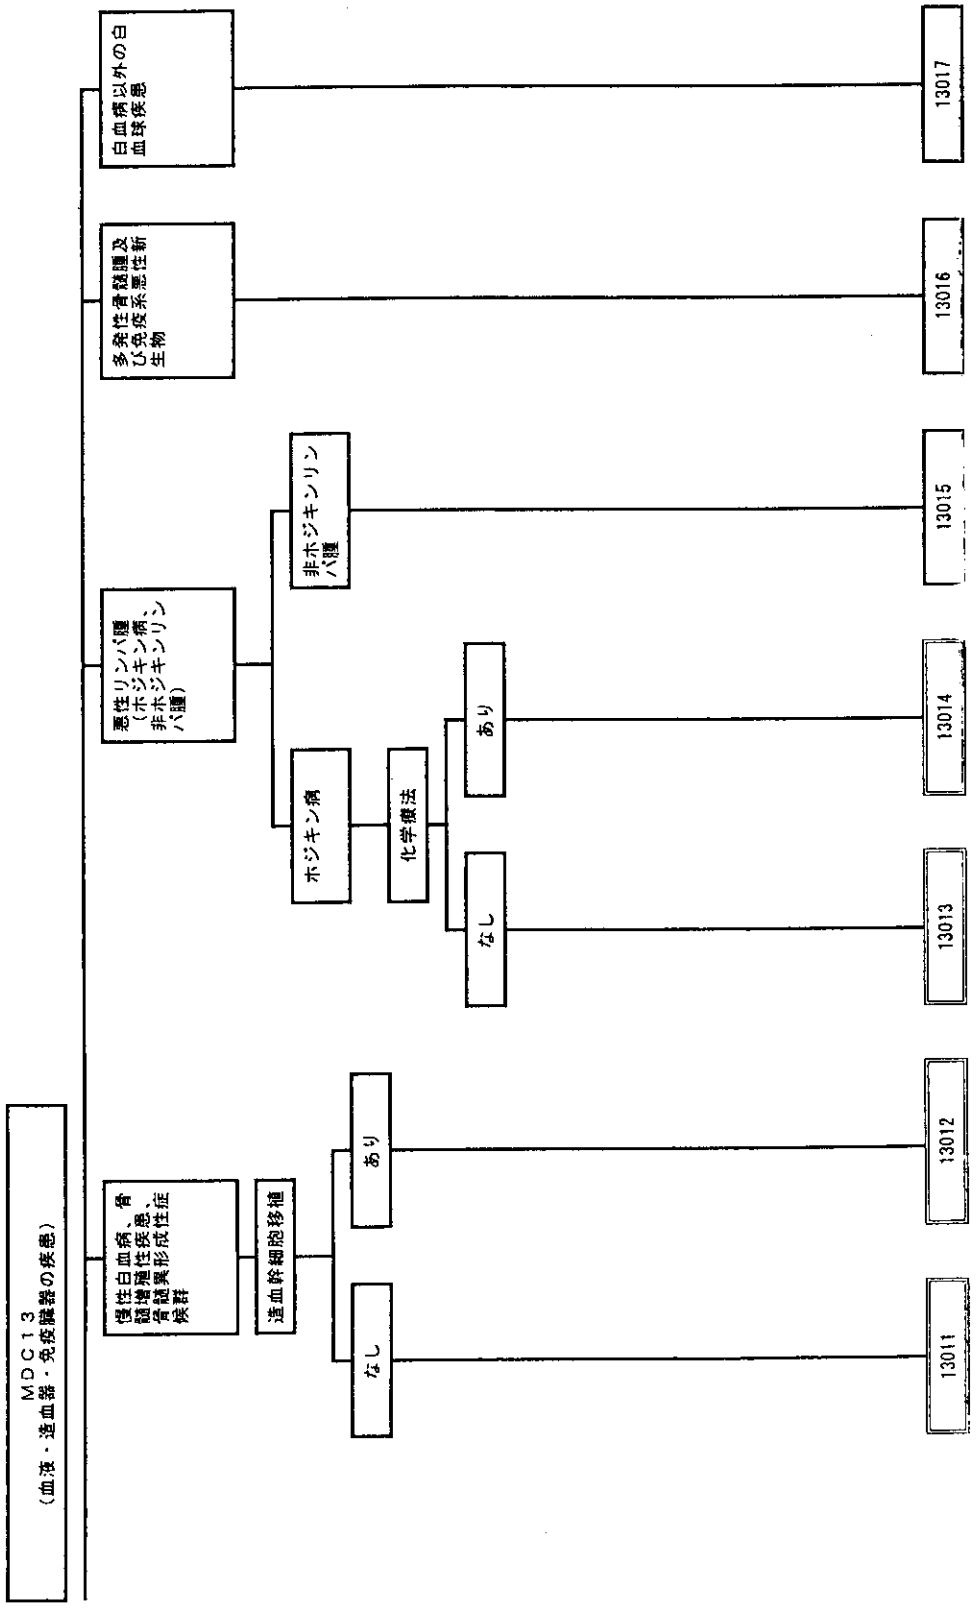 MDC13
(血液・造血器・免疫臓器の疾患)
慢性白血病、骨
髄増殖性疾患、
骨髄異形成性症
候群
造血幹細胞移植
なし
あり
13011
13012
悪性リンパ腫
(ホジキン病、
非ホジキンリン
パ腫)
ホジキン病
化学療法
なし
あり
13013
13014
非ホジキンリン
パ腫
13015
多発性骨髄腫及
び免疫系悪性新
生物
13016
白血病以外の白
血球疾患
13017